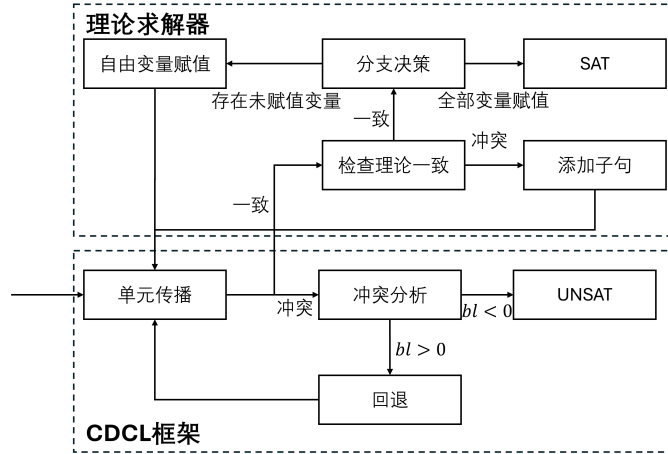 理论求解器
自由变量赋值
分支决策
SAT
存在未赋值变量
全部变量赋值
一致
冲突
检查理论一致
添加子句
一致
单元传播
冲突
冲突分析
bl < 0
UNSAT
bl > 0
回退
CDCL框架